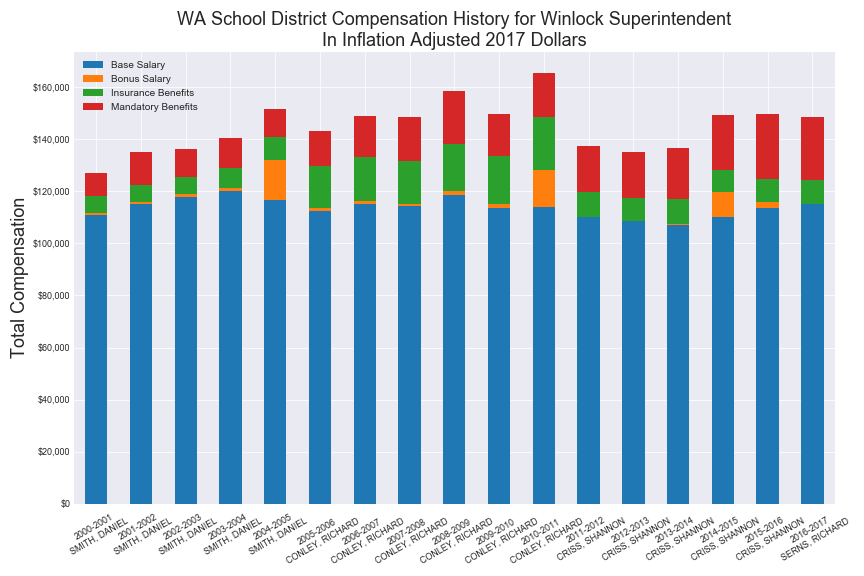 WA School District Compensation History for Winlock Superintendent
In Inflation Adjusted 2017 Dollars
Base Salary
Bonus Salary
Insurance Benefits
Mandatory Benefits
Total Compensation
$160,000
$140,000
$120,000
$100,000
$80,000
$60,000
$40,000
$20,000
$0
2000-2001
SMITH, DANIEL
2001-2002
SMITH, DANIEL
2002-2003
SMITH, DANIEL
2003-2004
SMITH, DANIEL
2004-2005
SMITH, DANIEL
2005-2006
CONLEY, RICHARD
2006-2007
CONLEY, RICHARD
2007-2008
CONLEY, RICHARD
2008-2009
CONLEY, RICHARD
2009-2010
CONLEY, RICHARD
2010-2011
CONLEY, RICHARD
2011-2012
CRISS, SHANNON
2012-2013
CRISS, SHANNON
2013-2014
CRISS, SHANNON
2014-2015
CRISS, SHANNON
2015-2016
CRISS, SHANNON
2016-2017
SERNS, RICHARD